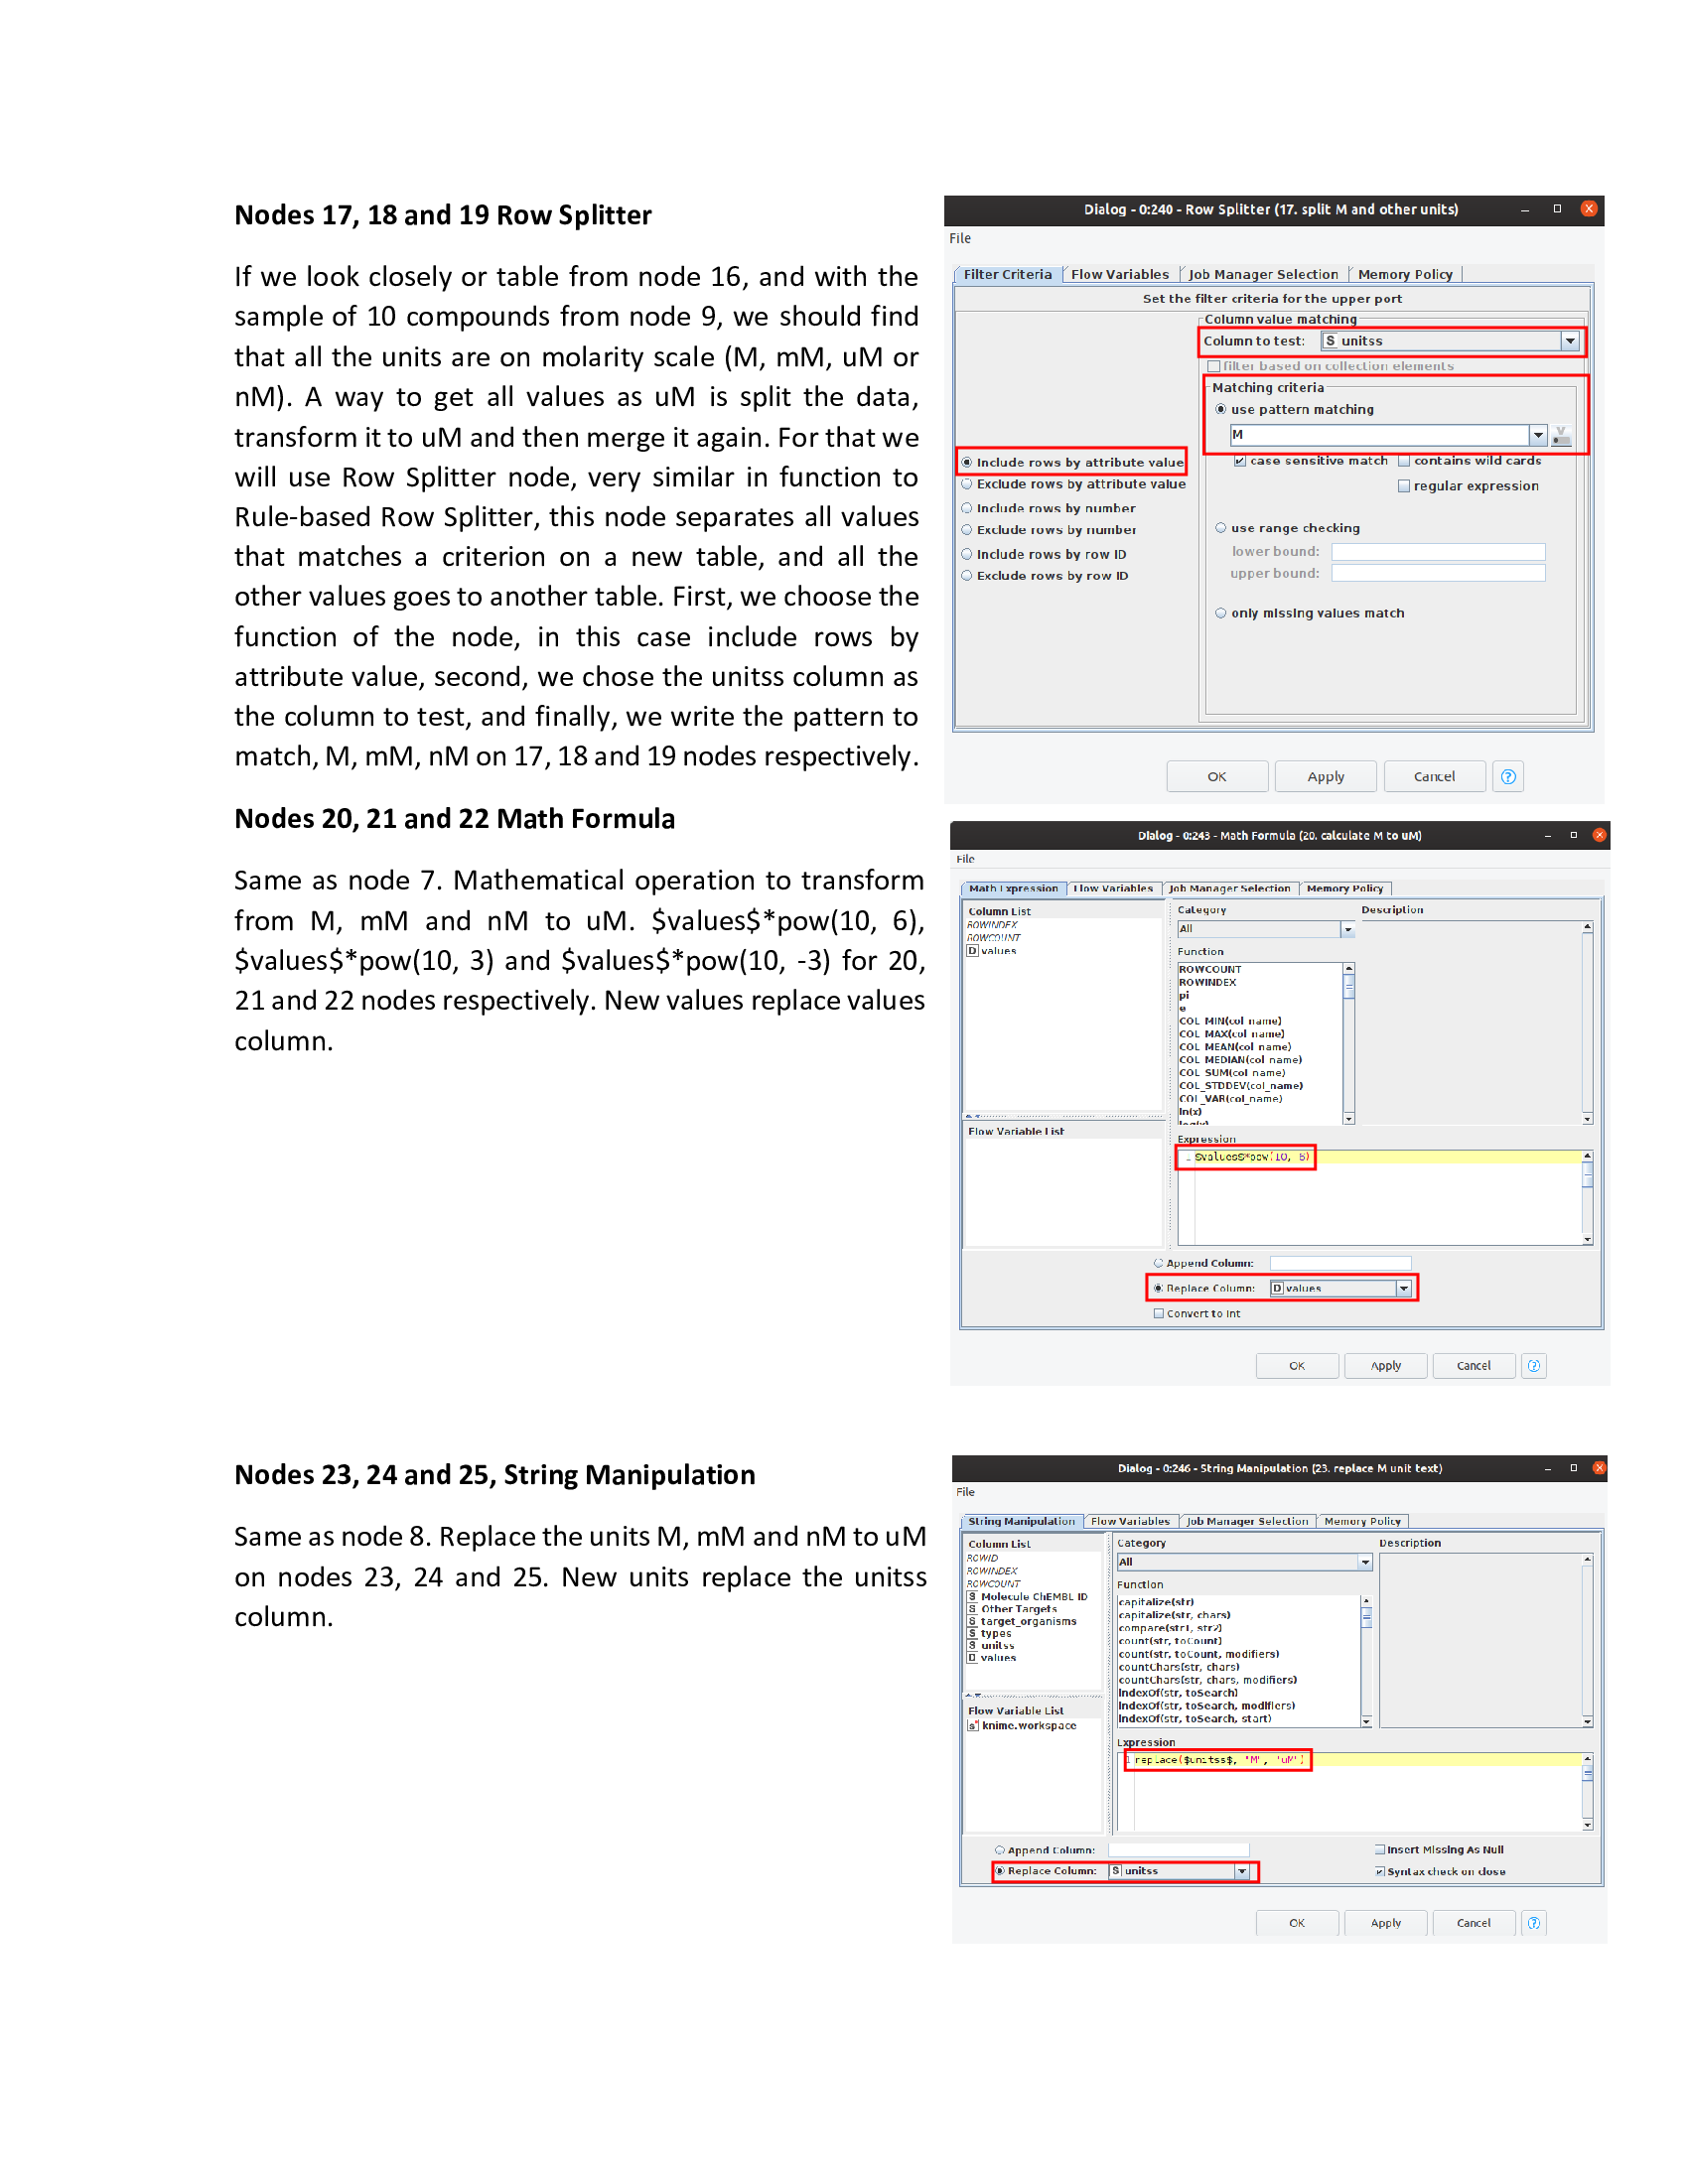 Nodes 17, 18 and 19 Row Splitter
If we look closely or table from node 16, and with the
sample of 10 compounds from node 9, we should find
that all the units are on molarity scale (M, mM, uM or
nM). A way to get all values as uM is split the data,
transform it to uM and then merge it again. For that we
will use Row Splitter node, very similar in function to
Rule-based Row Splitter, this node separates all values
that matches a criterion on a new table, and all the
other values goes to another table. First, we choose the
function of the node, in this case include rows by
attribute value, second, we chose the unitss column as
the column to test, and finally, we write the pattern to
match, M, mM, nM on 17, 18 and 19 nodes respectively.
Dialog - 0:240 - Row Splitter (17. split M and other units)
File
Filter Criteria Flow Variables Job Manager Selection Memory Policy
Set the filter criteria for the upper port
Column value matching
Column to test: S unitss
filter based on collection elements
Matching criteria
use pattern matching
M
case sensitive match contains wild cards
regular expression
use range checking
lower bound:
upper bound:
only missing values match
Include rows by attribute value
Exclude rows by attribute value
Include rows by number
Exclude rows by number
Include rows by row ID
Exclude rows by row ID
OK Apply Cancel ?
Nodes 20, 21 and 22 Math Formula
Same as node 7. Mathematical operation to transform
from M, mM and nM to uM. $values$*pow(10, 6),
$values$*pow(10, 3) and $values$*pow(10, -3) for 20,
21 and 22 nodes respectively. New values replace values
column.
Dialog - 0:243 - Math Formula (20. calculate M to uM)
File
Math Expression Flow Variables Job Manager Selection Memory Policy
Column List
ROWINDEX
ROWCOUNT
D values
Flow Variable List
Category
All
Function
ROWCOUNT
ROWINDEX
pi
e
COL_MIN(col_name)
COL_MAX(col_name)
COL_MEAN(col_name)
COL_MEDIAN(col_name)
COL_SUM(col_name)
COL_STDDEV(col_name)
COL_VAR(col_name)
ln(x)
log(x)
Description
Expression
1 $values$*pow(10, 6)
Append Column:
Replace Column: D values
Convert to Int
OK Apply Cancel ?
Nodes 23, 24 and 25, String Manipulation
Same as node 8. Replace the units M, mM and nM to uM
on nodes 23, 24 and 25. New units replace the unitss
column.
Dialog - 0:246 - String Manipulation (23. replace M unit text)
File
String Manipulation Flow Variables Job Manager Selection Memory Policy
Column List
ROWID
ROWINDEX
ROWCOUNT
S Molecule ChEMBL ID
S Other Targets
S target_organisms
S types
S unitss
D values
Flow Variable List
s knime.workspace
Category
All
Function
capitalize(str)
capitalize(str, chars)
compare(str1, str2)
count(str, toCount)
count(str, toCount, modifiers)
countChars(str, chars)
countChars(str, chars, modifiers)
indexOf(str, toSearch)
indexOf(str, toSearch, modifiers)
indexOf(str, toSearch, start)
Description
Expression
1 replace($unitss$, "M", "uM")
Append Column:
Replace Column: S unitss
Insert Missing As Null
Syntax check on close
OK Apply Cancel ?